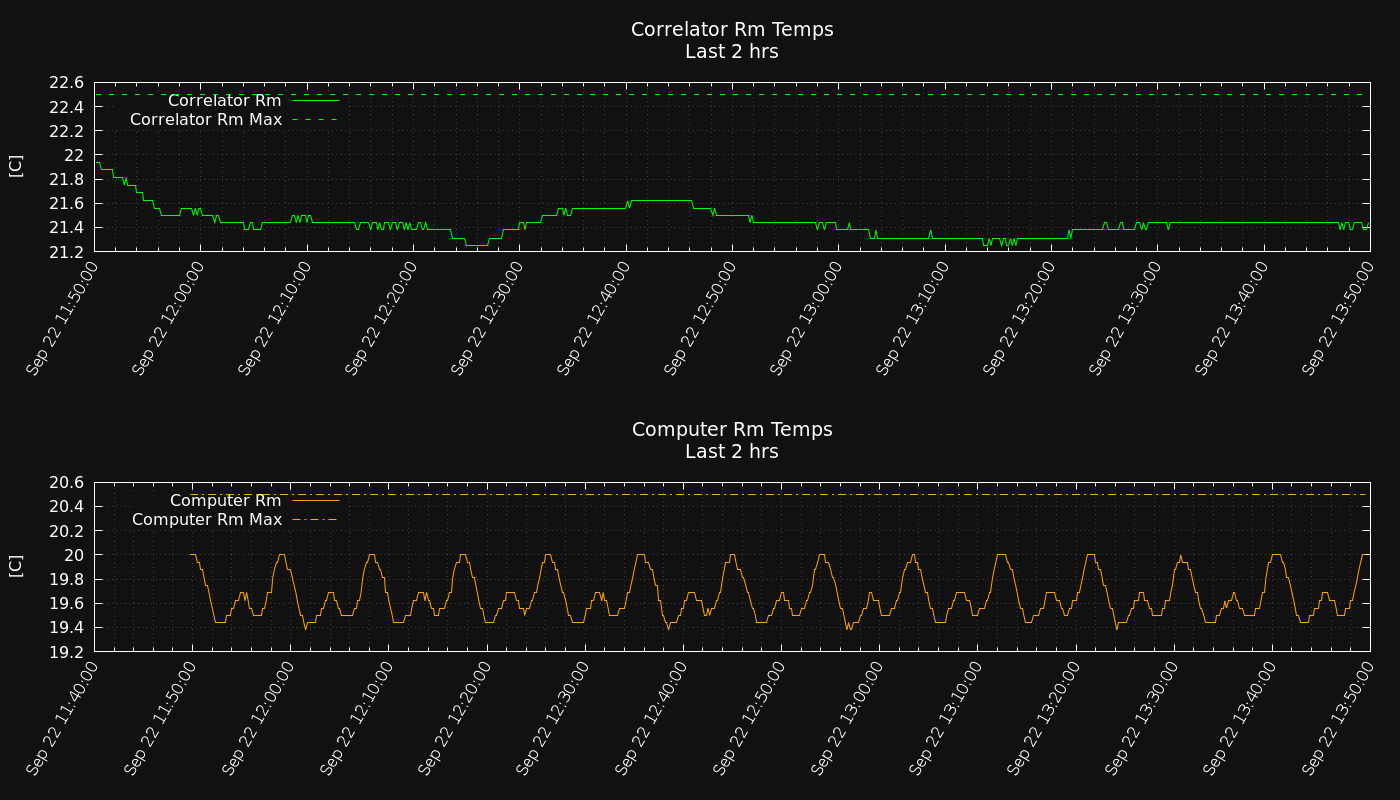 Correlator Rm Temps
Last 2 hrs
22.6
22.4
22.2
22
21.8
21.6
21.4
21.2
[C]
Correlator Rm
Correlator Rm Max
Sep 22 11:50:00
Sep 22 12:00:00
Sep 22 12:10:00
Sep 22 12:20:00
Sep 22 12:30:00
Sep 22 12:40:00
Sep 22 12:50:00
Sep 22 13:00:00
Sep 22 13:10:00
Sep 22 13:20:00
Sep 22 13:30:00
Sep 22 13:40:00
Sep 22 13:50:00
Computer Rm Temps
Last 2 hrs
20.6
20.4
20.2
20
19.8
19.6
19.4
19.2
[C]
Computer Rm
Computer Rm Max
Sep 22 11:40:00
Sep 22 11:50:00
Sep 22 12:00:00
Sep 22 12:10:00
Sep 22 12:20:00
Sep 22 12:30:00
Sep 22 12:40:00
Sep 22 12:50:00
Sep 22 13:00:00
Sep 22 13:10:00
Sep 22 13:20:00
Sep 22 13:30:00
Sep 22 13:40:00
Sep 22 13:50:00